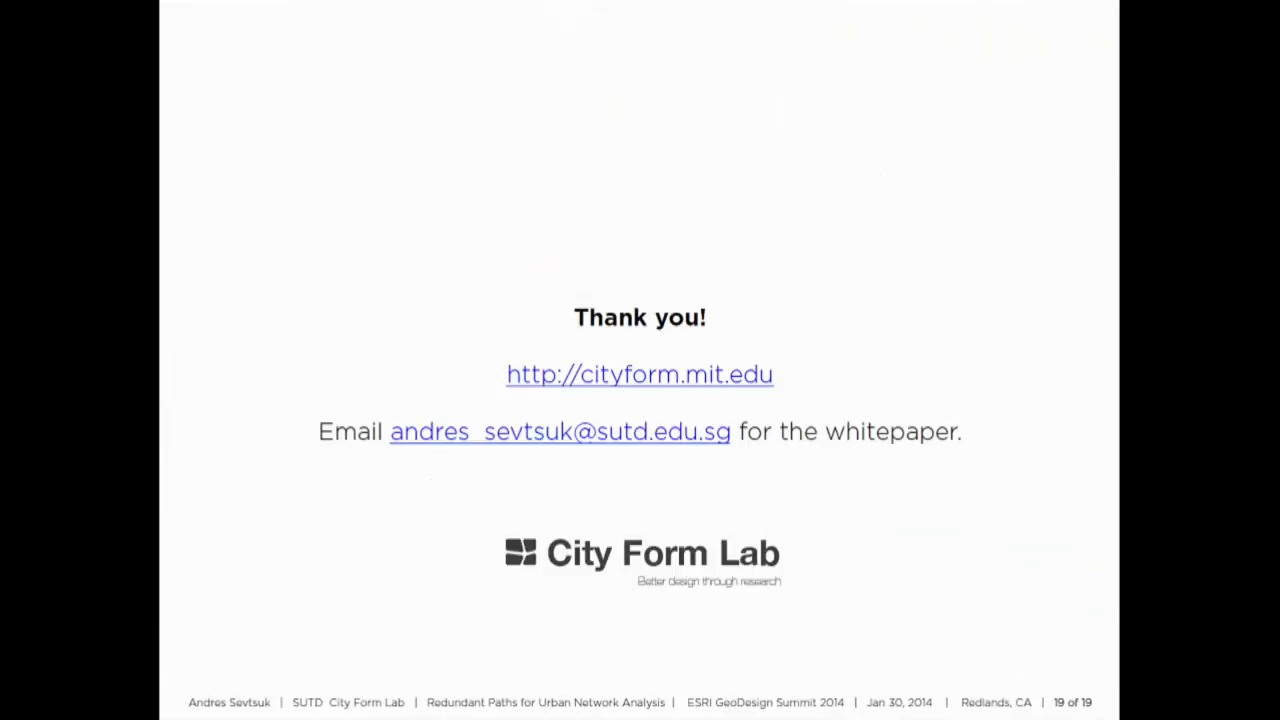 Thank you!
http://cityform.mit.edu
Email andres_sevtsuk@sutd.edu.sg for the whitepaper.
City Form Lab
Better design through research
Andres Sevtsuk | SUTD City Form Lab | Redundant Paths for Urban Network Analysis | ESRI GeoDesign Summit 2014 | Jan 30, 2014 | Redlands, CA | 19 of 19